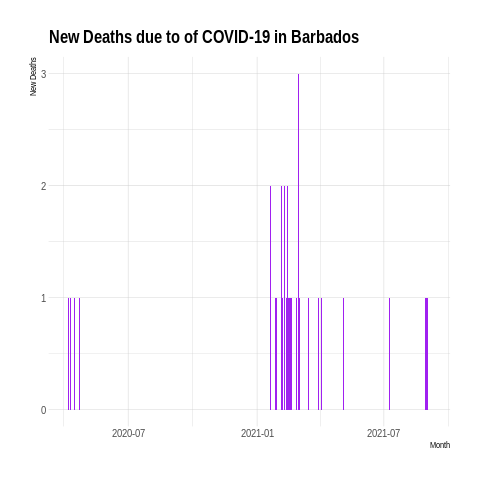 New Deaths due to of COVID-19 in Barbados
New Deaths
3
2
1
0
2020-07 2021-01 2021-07
Month